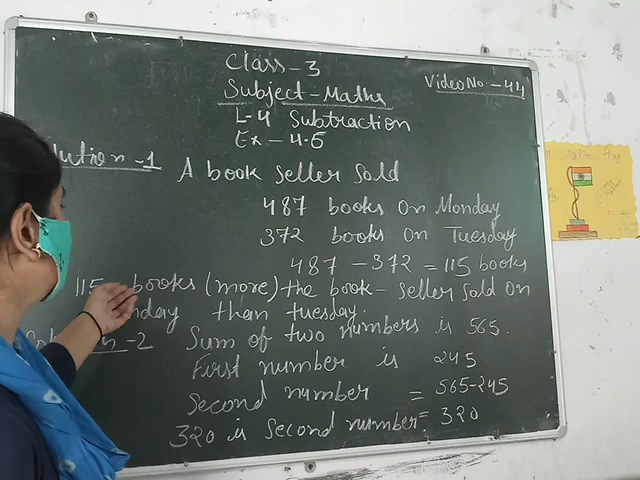 Class-3
Video No-44
Subject-Maths
L-4 Subtraction
Ex-4.5
lution-1 A book seller sold
487 books on Monday
372 books on Tuesday
487-372 = 115 books
115 books (more) the book-seller sold on
nday than tuesday.
n-2 Sum of two numbers is 565.
First number is 245
Second number = 565-245
320 is second number = 320